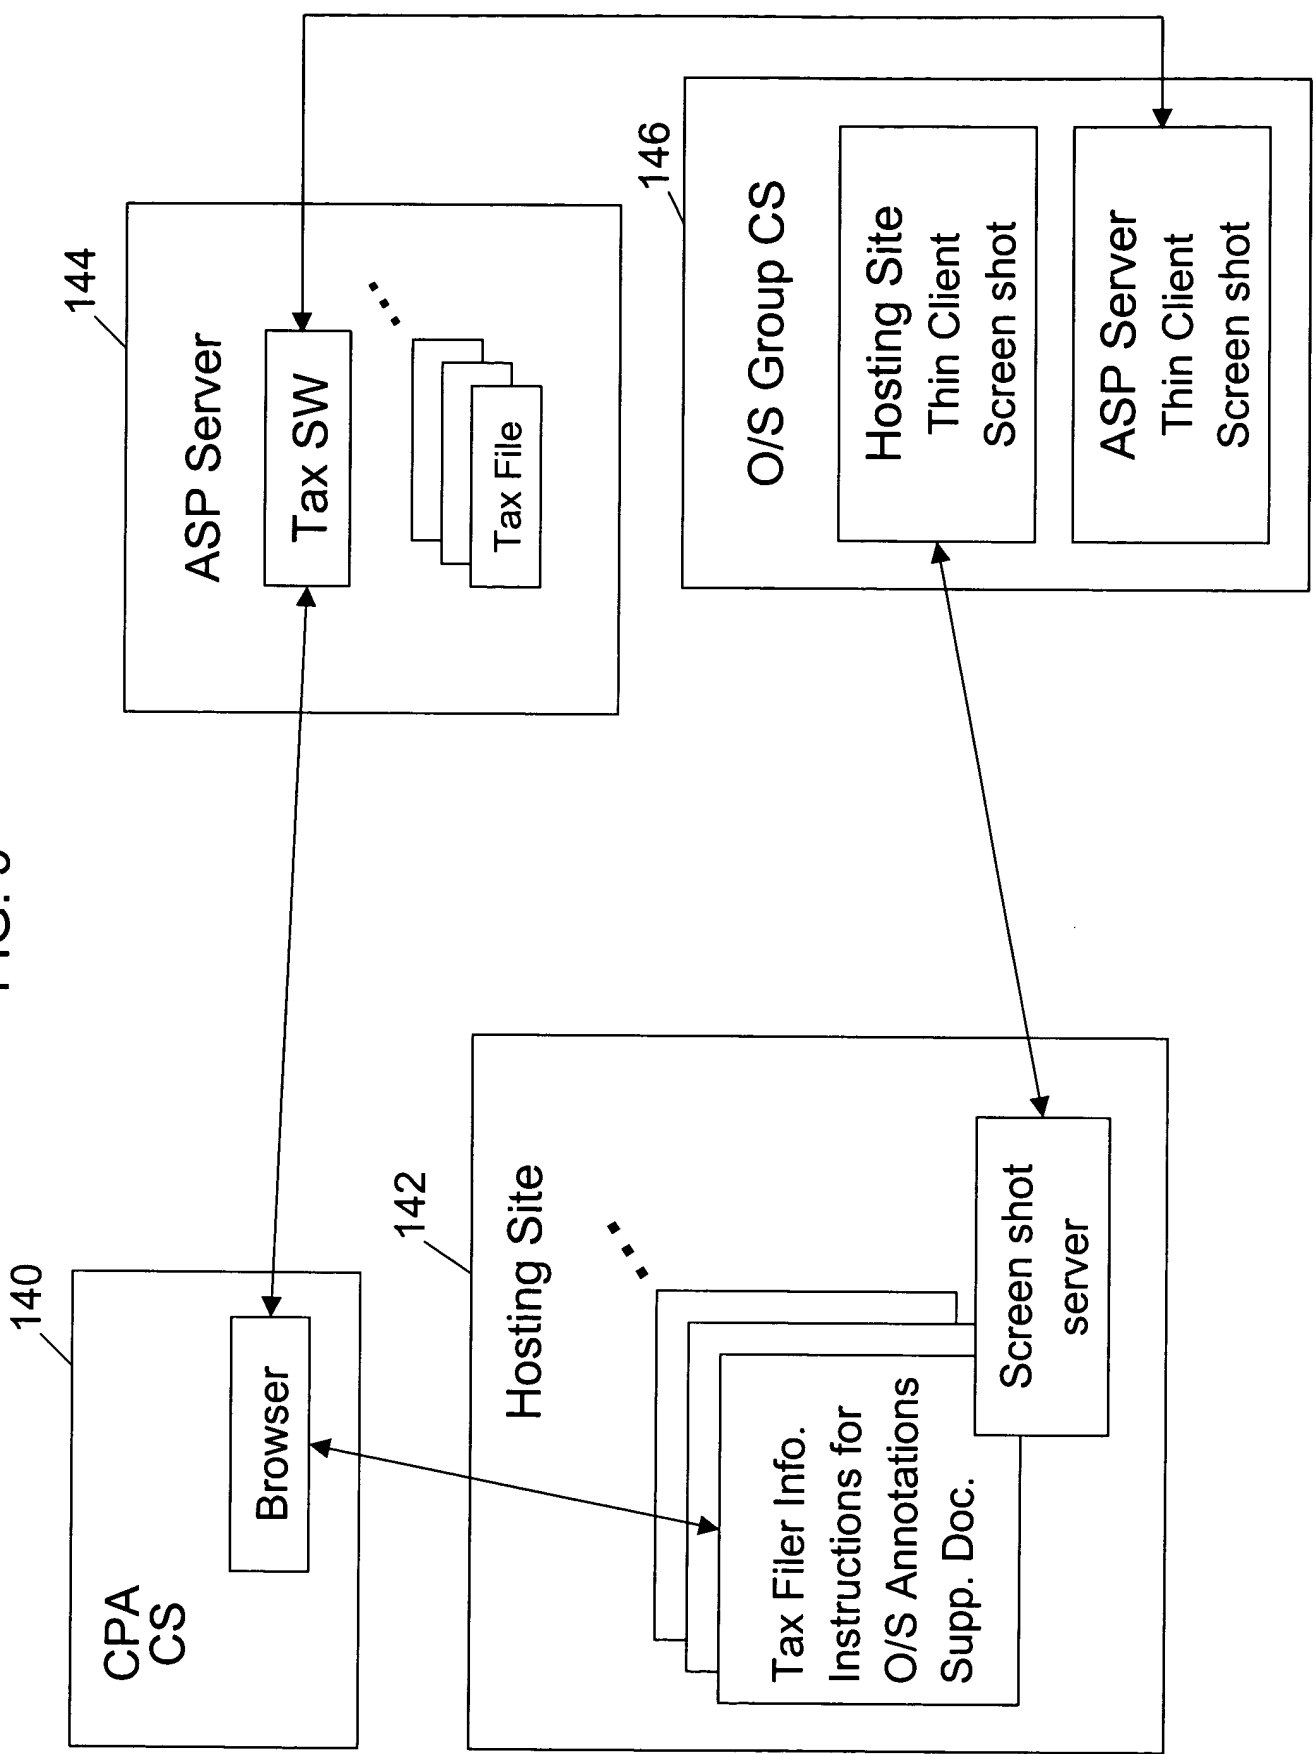 140
CPA
CS
Browser
144
ASP Server
Tax SW
Tax File
142
Hosting Site
Tax Filer Info.
Instructions for
O/S Annotations
Supp. Doc.
Screen shot
server
146
O/S Group CS
Hosting Site
Thin Client
Screen shot
ASP Server
Thin Client
Screen shot